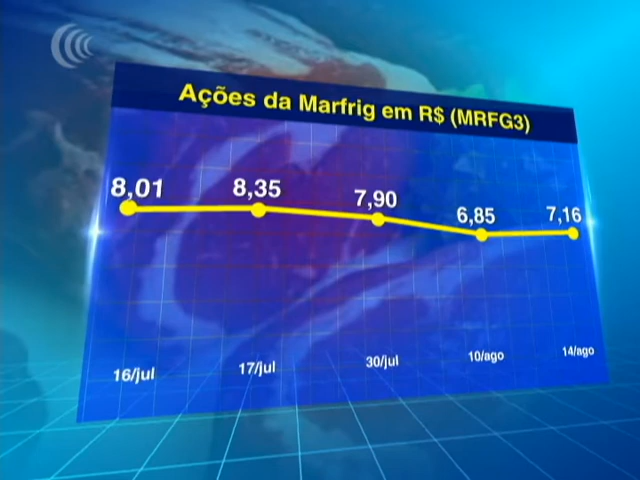 Ações da Marfrig em R$ (MRFG3)
8,01 8,35 7,90 6,85 7,16
16/jul 17/jul 30/jul 10/ago 14/ago